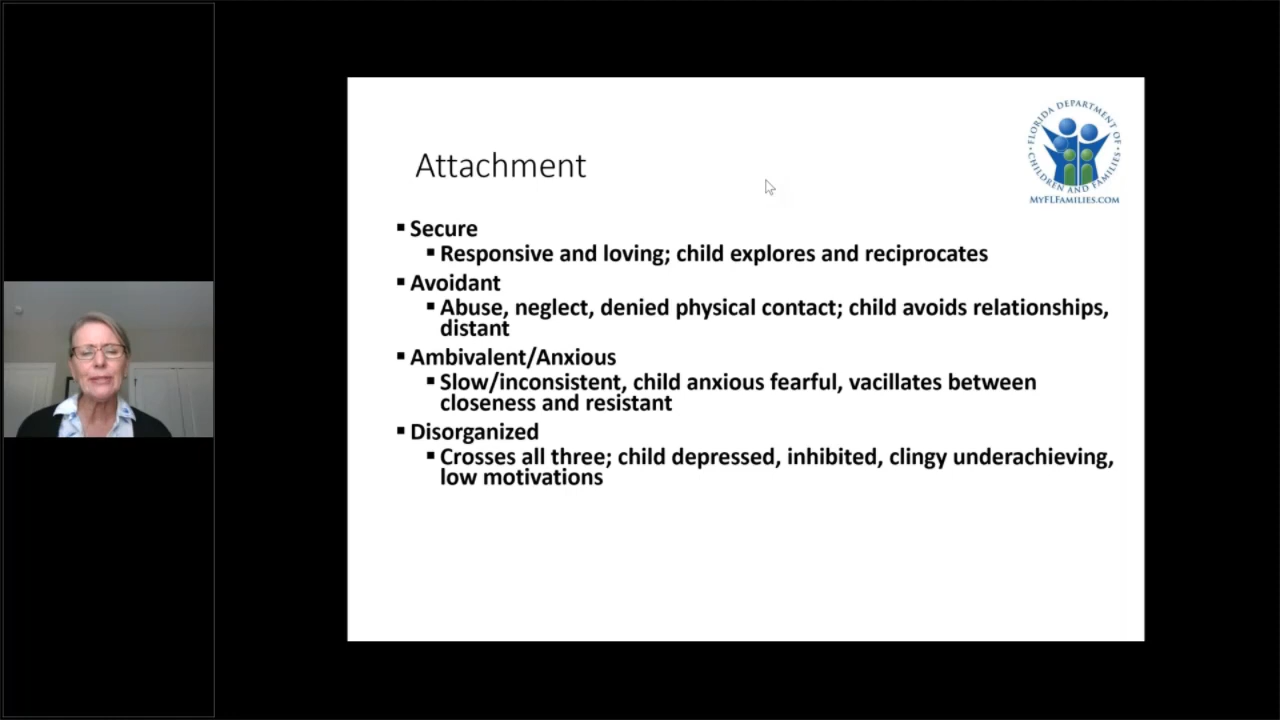 Attachment
FLORIDA DEPARTMENT OF
CHILDREN AND FAMILIES
MYFLFAMILIES.COM
▪ Secure
▪ Responsive and loving; child explores and reciprocates
▪ Avoidant
▪ Abuse, neglect, denied physical contact; child avoids relationships,
distant
▪ Ambivalent/Anxious
▪ Slow/inconsistent, child anxious fearful, vacillates between
closeness and resistant
▪ Disorganized
▪ Crosses all three; child depressed, inhibited, clingy underachieving,
low motivations